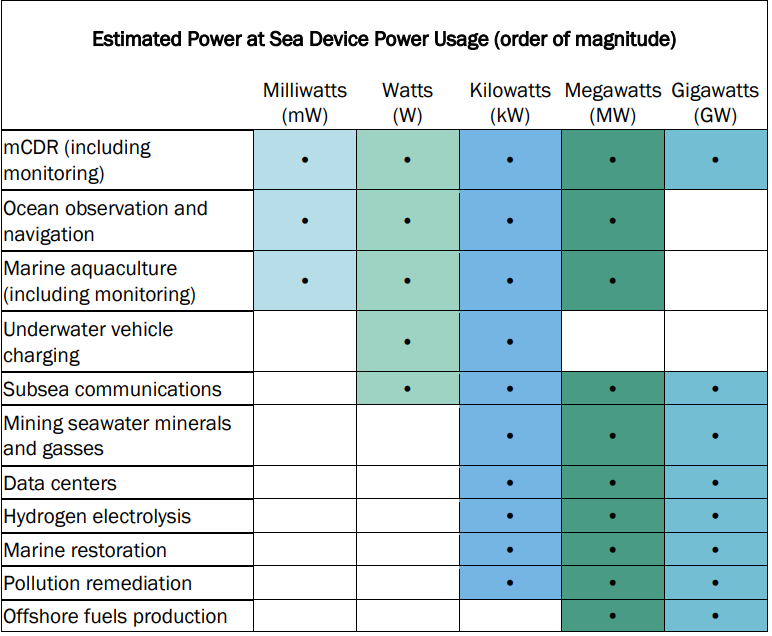 Estimated Power at Sea Device Power Usage (order of magnitude)
Milliwatts Watts Kilowatts Megawatts Gigawatts
(mW) (W) (kW) (MW) (GW)
mCDR (including
monitoring) • • • • •
Ocean observation and
navigation • • • •
Marine aquaculture
(including monitoring) • • • •
Underwater vehicle
charging • •
Subsea communications • • • •
Mining seawater minerals
and gasses • • •
Data centers • • •
Hydrogen electrolysis • • •
Marine restoration • • •
Pollution remediation • • •
Offshore fuels production • •